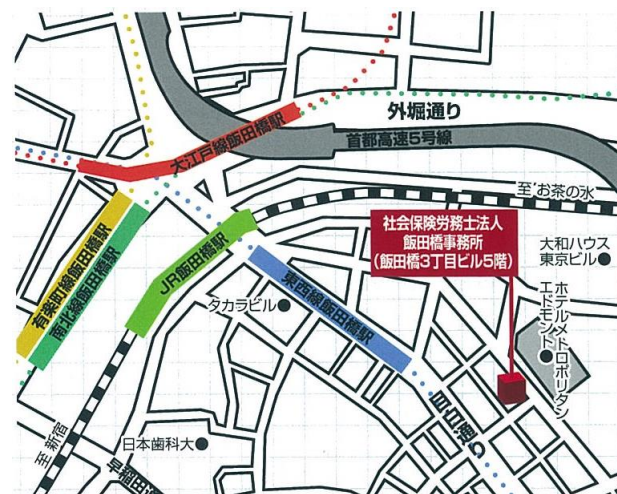 外堀通り
大江戸線飯田橋駅
首都高速5号線
至 お茶の水
社会保険労務士法人
飯田橋事務所
(飯田橋3丁目ビル5階)
大和ハウス
東京ビル
有楽町線飯田橋駅
南北線飯田橋駅
JR飯田橋駅
東西線飯田橋駅
タカラビル
ホテルメトロポリタン
エドモント
目白通り
至 新宿
日本歯科大